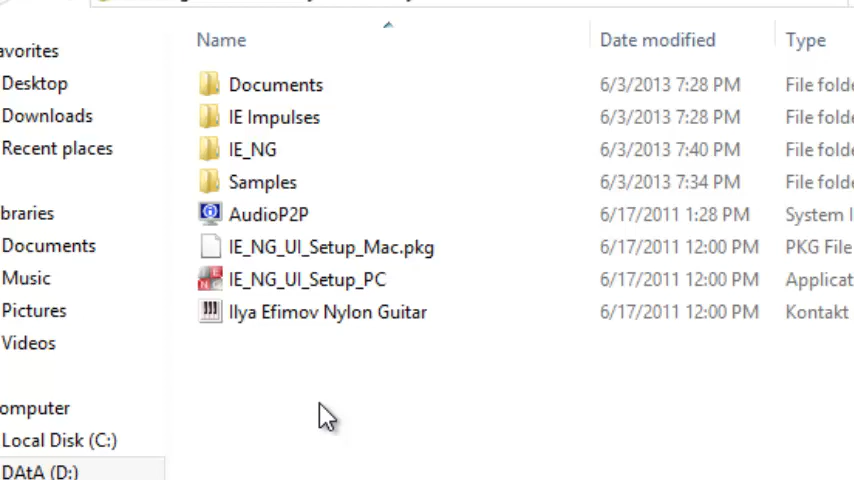 Name Date modified Type
avorites
Desktop
Downloads
Recent places
braries
Documents
Music
Pictures
Videos
omputer
Local Disk (C:)
DAtA (D:)
Documents 6/3/2013 7:28 PM File folde
IE Impulses 6/3/2013 7:28 PM File folde
IE_NG 6/3/2013 7:40 PM File folde
Samples 6/3/2013 7:34 PM File folde
AudioP2P 6/17/2011 1:28 PM System I
IE_NG_UI_Setup_Mac.pkg 6/17/2011 12:00 PM PKG File
IE_NG_UI_Setup_PC 6/17/2011 12:00 PM Applicat
Ilya Efimov Nylon Guitar 6/17/2011 12:00 PM Kontakt